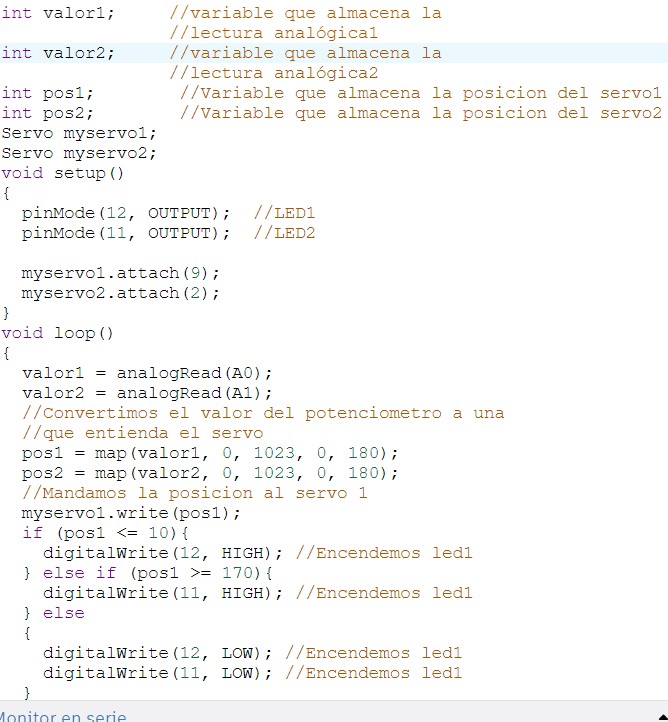 int valor1;     //variable que almacena la
                //lectura analógica1
int valor2;     //variable que almacena la
                //lectura analógica2
int pos1;        //Variable que almacena la posicion del servo1
int pos2;        //Variable que almacena la posicion del servo2
Servo myservo1;
Servo myservo2;
void setup()
{
  pinMode(12, OUTPUT);  //LED1
  pinMode(11, OUTPUT);  //LED2

  myservo1.attach(9);
  myservo2.attach(2);
}
void loop()
{
  valor1 = analogRead(A0);
  valor2 = analogRead(A1);
  //Convertimos el valor del potenciometro a una
  //que entienda el servo
  pos1 = map(valor1, 0, 1023, 0, 180);
  pos2 = map(valor2, 0, 1023, 0, 180);
  //Mandamos la posicion al servo 1
  myservo1.write(pos1);
  if (pos1 <= 10){
    digitalWrite(12, HIGH); //Encendemos led1
  } else if (pos1 >= 170){
    digitalWrite(11, HIGH); //Encendemos led1
  } else
  {
    digitalWrite(12, LOW); //Encendemos led1
    digitalWrite(11, LOW); //Encendemos led1
  }
Monitor en serie